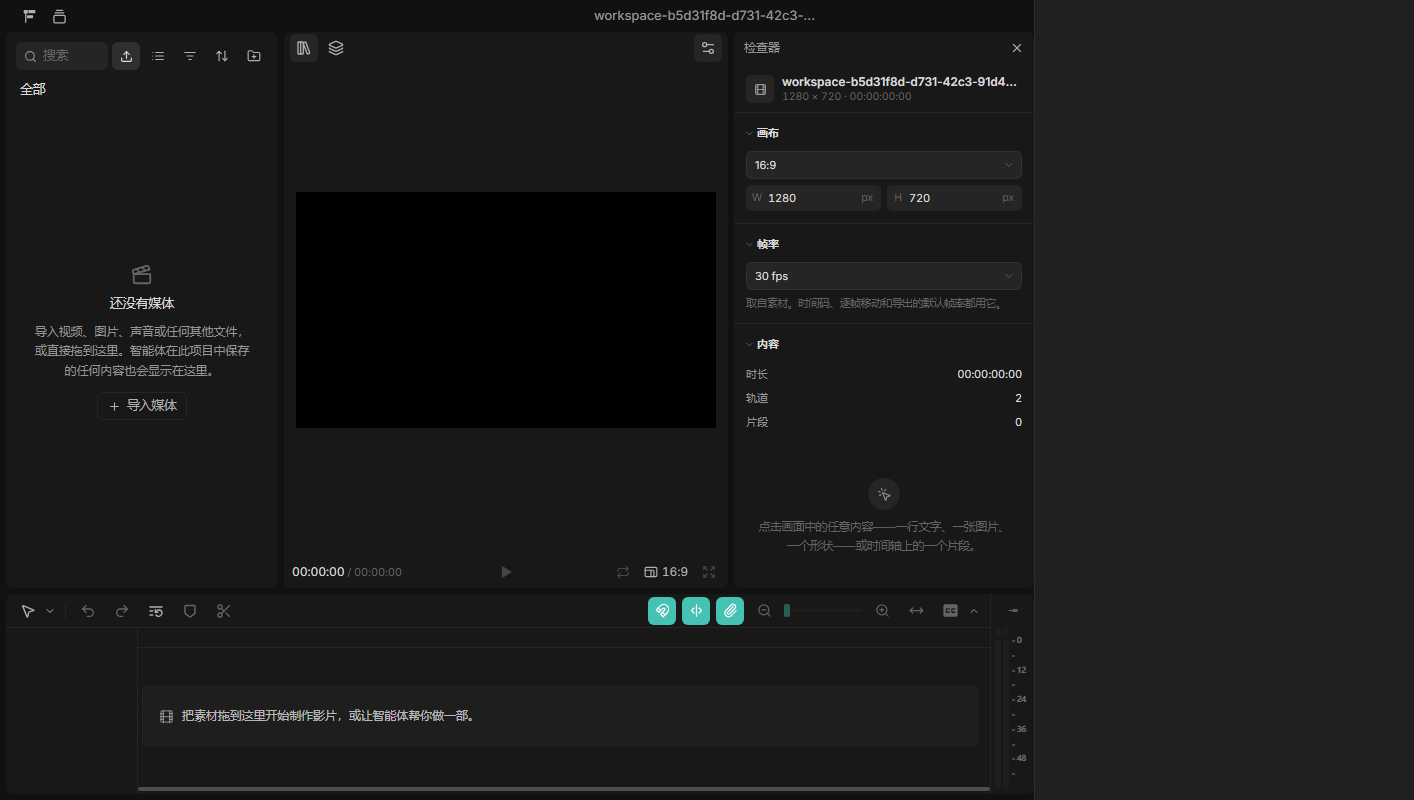 workspace-b5d31f8d-d731-42c3-...
搜索
全部
还没有媒体
导入视频、图片、声音或任何其他文件，
或直接拖到这里。智能体在此项目中保存
的任何内容也会显示在这里。
导入媒体
00:00:00 / 00:00:00
16:9
检查器
workspace-b5d31f8d-d731-42c3-91d4...
1280 × 720 · 00:00:00:00
画布
16:9
W 1280 px
H 720 px
帧率
30 fps
取自素材。时间码、逐帧移动和导出的默认帧率都用它。
内容
时长 00:00:00:00
轨道 2
片段 0
点击画面中的任意内容——一行文字、一张图片、
一个形状——或时间轴上的一个片段。
CC
-∞
-0
-
-12
-
-24
-
-36
-
-48
-
把素材拖到这里开始制作影片，或让智能体帮你做一部。